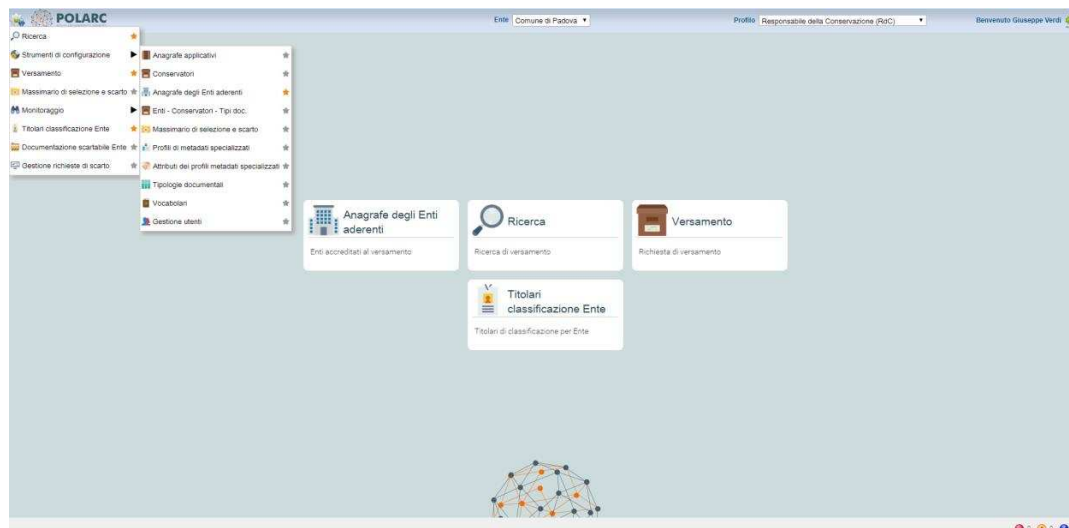 POLARC
Ente Comune di Padova
Profilo Responsabile della Conservazione (RdC)
Benvenuto Giuseppe Verdi
Ricerca
Strumenti di configurazione
Versamento
Massimario di selezione e scarto
Monitoraggio
Titolari classificazione Ente
Documentazione scartabile Ente
Gestione richieste di scarto
Anagrafe applicativi
Conservatori
Anagrafe degli Enti aderenti
Enti - Conservatori - Tipi doc.
Massimario di selezione e scarto
Profili di metadati specializzati
Attributi dei profili metadati specializzati
Tipologie documentali
Vocabolari
Gestione utenti
Anagrafe degli Enti
aderenti
Enti accreditati al versamento
Ricerca
Ricerca di versamento
Versamento
Richiesta di versamento
Titolari
classificazione Ente
Titolari di classificazione per Ente